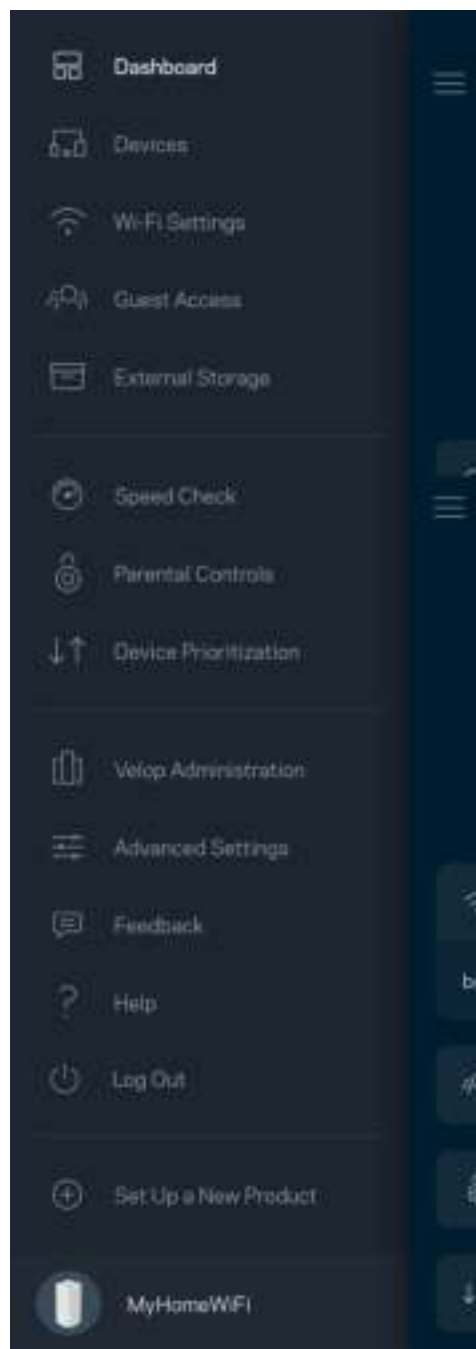 Dashboard
Devices
Wi-Fi Settings
Guest Access
External Storage
Speed Check
Parental Controls
Device Prioritization
Velop Administration
Advanced Settings
Feedback
Help
Log Out
Set Up a New Product
MyHomeWiFi